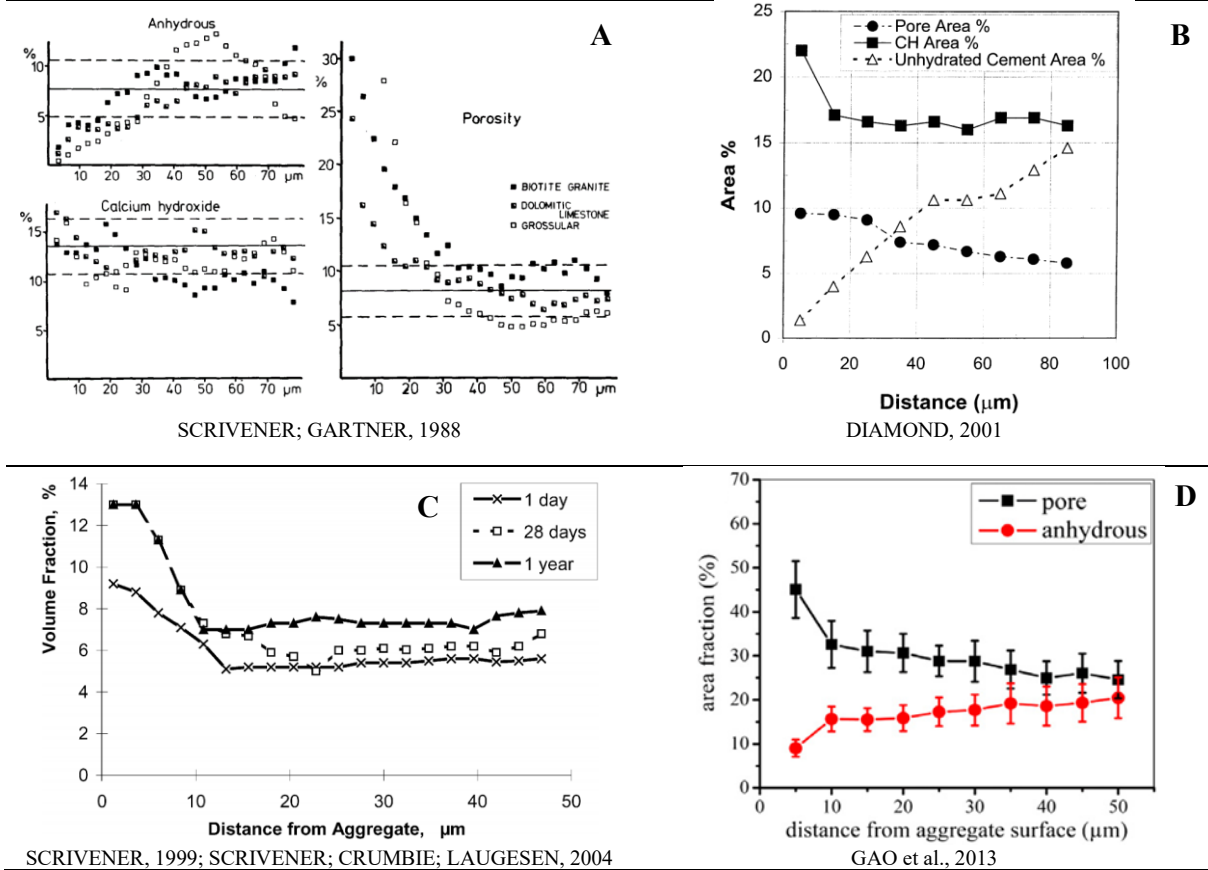 A
Anhydrous
%
10
5
10 20 30 40 50 60 70 μm
Calcium hydroxide
%
15
10
5
10 20 30 40 50 60 70 μm
30
%
25
20
15
10
5
Porosity
BIOTITE GRANITE
DOLOMITIC
LIMESTONE
GROSSULAR
10 20 30 40 50 60 70 μm
SCRIVENER; GARTNER, 1988
B
25
20
15
10
5
0
Area %
Pore Area %
CH Area %
Unhydrated Cement Area %
0 20 40 60 80 100
Distance (μm)
DIAMOND, 2001
C
14
12
10
8
6
4
2
0
Volume Fraction, %
1 day
28 days
1 year
0 10 20 30 40 50
Distance from Aggregate, μm
SCRIVENER, 1999; SCRIVENER; CRUMBIE; LAUGESEN, 2004
D
70
60
50
40
30
20
10
0
area fraction (%)
pore
anhydrous
0 10 20 30 40 50
distance from aggregate surface (μm)
GAO et al., 2013